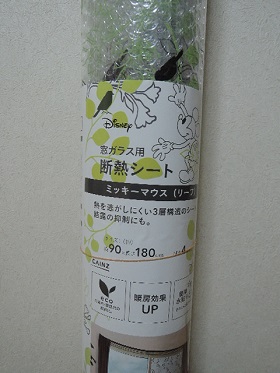 Disney
窓ガラス用
断熱シート
ミッキーマウス(リーフ)
熱を逃がしにくい3層構造のシート
結露の抑制にも。
90 180
CAINZ
eco
暖房効果
UP